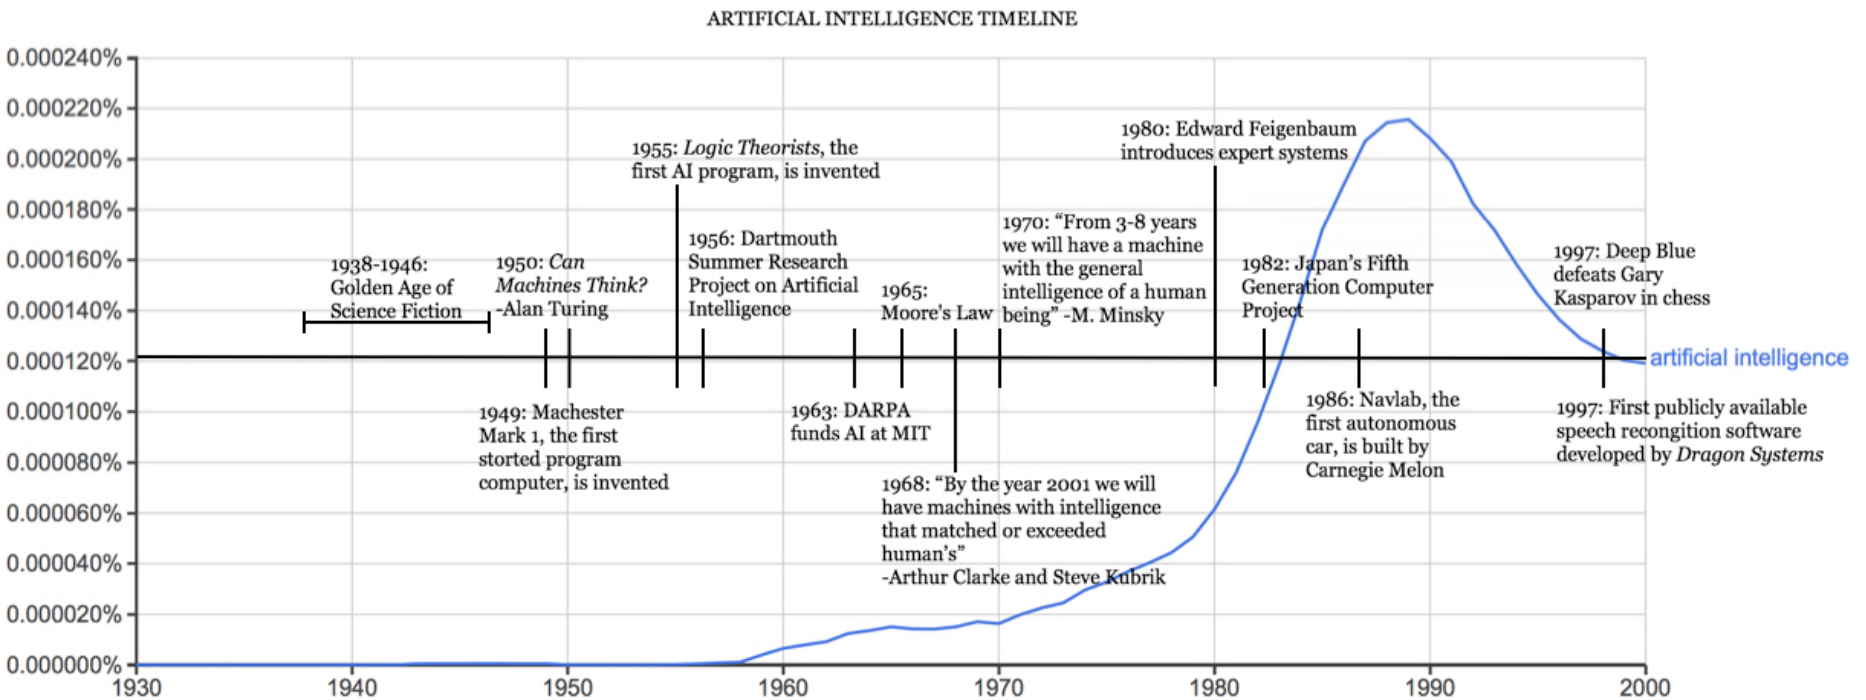 ARTIFICIAL INTELLIGENCE TIMELINE
0.000240%
0.000220%
0.000200%
0.000180%
0.000160%
0.000140%
0.000120%
0.000100%
0.000080%
0.000060%
0.000040%
0.000020%
0.000000%
1938-1946:
Golden Age of
Science Fiction
1950: Can
Machines Think?
-Alan Turing
1949: Machester
Mark 1, the first
storted program
computer, is invented
1955: Logic Theorists, the
first AI program, is invented
1956: Dartmouth
Summer Research
Project on Artificial
Intelligence
1963: DARPA
funds AI at MIT
1965:
Moore's Law
1968: “By the year 2001 we will
have machines with intelligence
that matched or exceeded
human's”
-Arthur Clarke and Steve Kubrik
1970: “From 3-8 years
we will have a machine
with the general
intelligence of a human
being” -M. Minsky
1980: Edward Feigenbaum
introduces expert systems
1982: Japan's Fifth
Generation Computer
Project
1986: Navlab, the
first autonomous
car, is built by
Carnegie Melon
1997: Deep Blue
defeats Gary
Kasparov in chess
artificial intelligence
1997: First publicly available
speech recongition software
developed by Dragon Systems
1930
1940
1950
1960
1970
1980
1990
2000